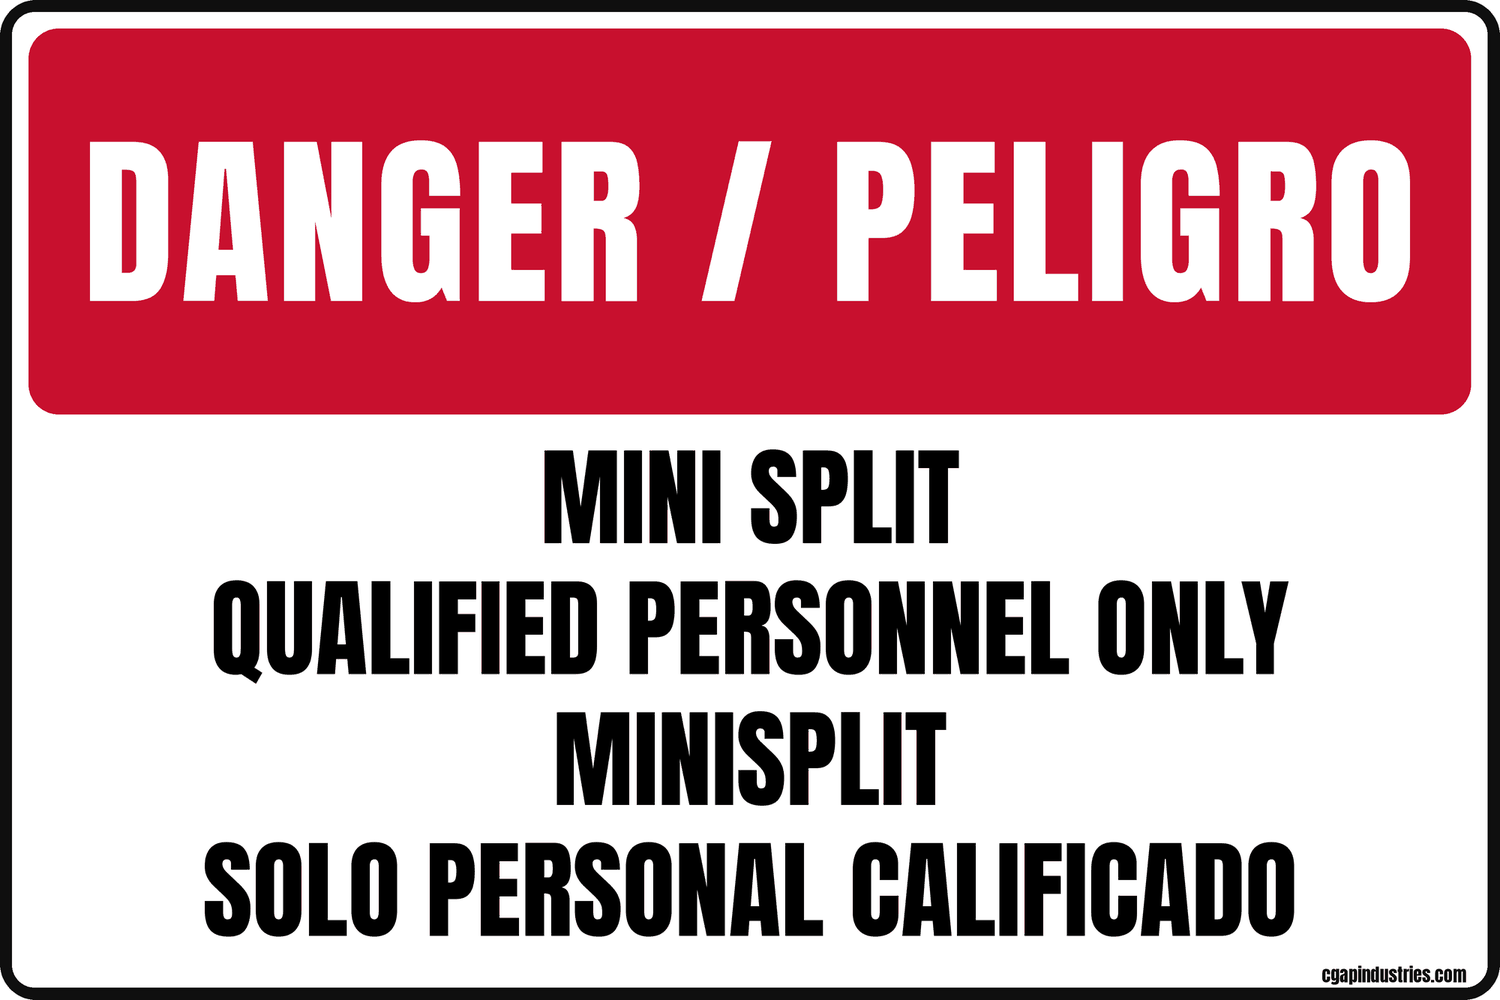 DANGER / PELIGRO
MINI SPLIT
QUALIFIED PERSONNEL ONLY
MINISPLIT
SOLO PERSONAL CALIFICADO
cgapindustries.com